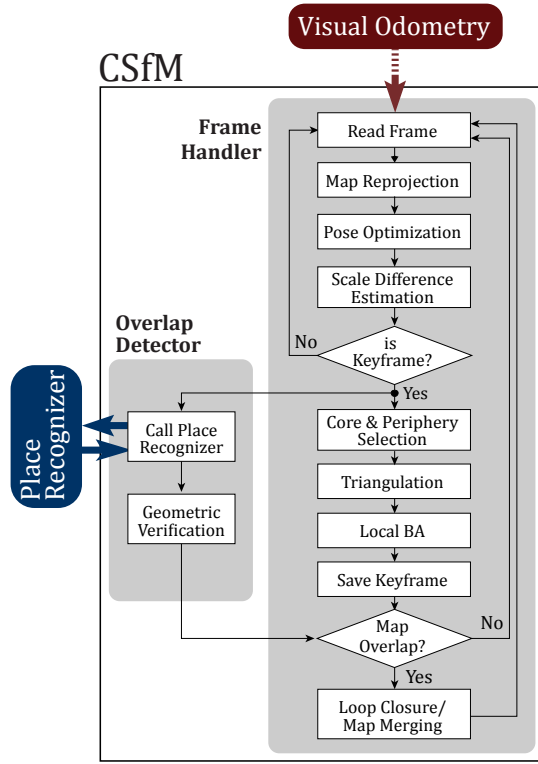 Visual Odometry
CSfM
Frame
Handler
Read Frame
Map Reprojection
Pose Optimization
Scale Difference
Estimation
is
Keyframe?
No
Yes
Overlap
Detector
Place
Recognizer
Call Place
Recognizer
Geometric
Verification
Core & Periphery
Selection
Triangulation
Local BA
Save Keyframe
Map
Overlap?
No
Yes
Loop Closure/
Map Merging